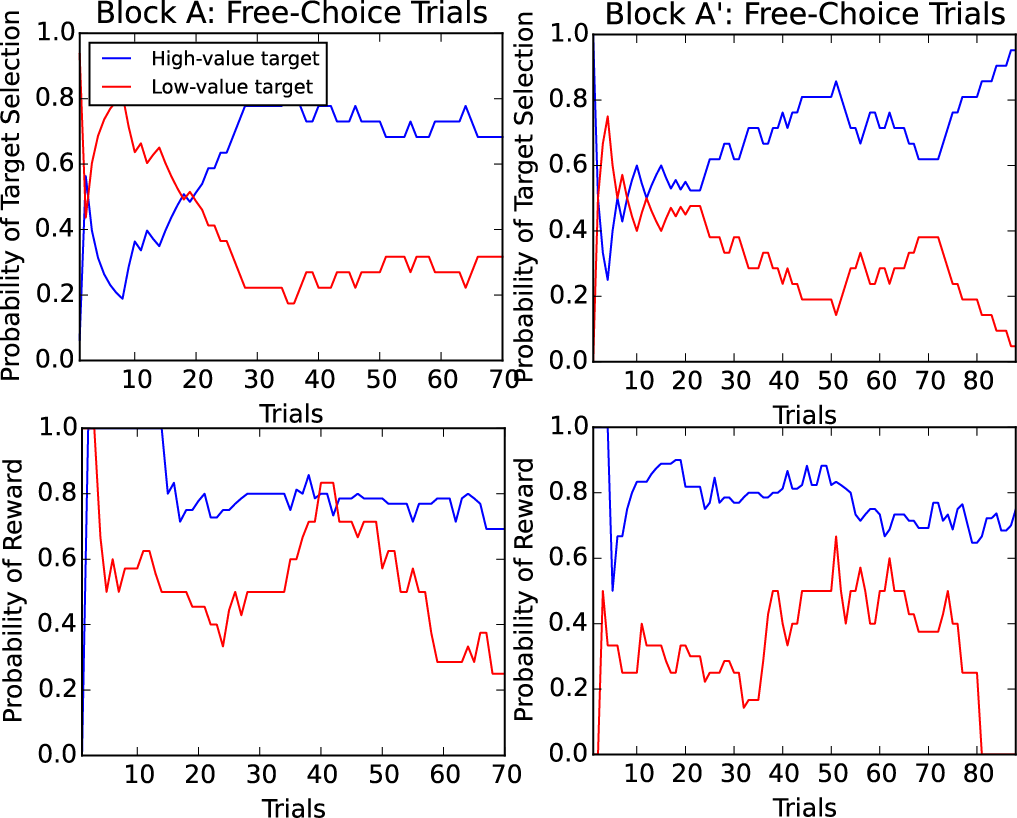 Block A: Free-Choice Trials
Probability of Target Selection
1.0
0.8
0.6
0.4
0.2
0.0
High-value target
Low-value target
10 20 30 40 50 60 70
Trials
Block A': Free-Choice Trials
Probability of Target Selection
1.0
0.8
0.6
0.4
0.2
0.0
10 20 30 40 50 60 70 80
Trials
Probability of Reward
1.0
0.8
0.6
0.4
0.2
0.0
10 20 30 40 50 60 70
Trials
Probability of Reward
1.0
0.8
0.6
0.4
0.2
0.0
10 20 30 40 50 60 70 80
Trials